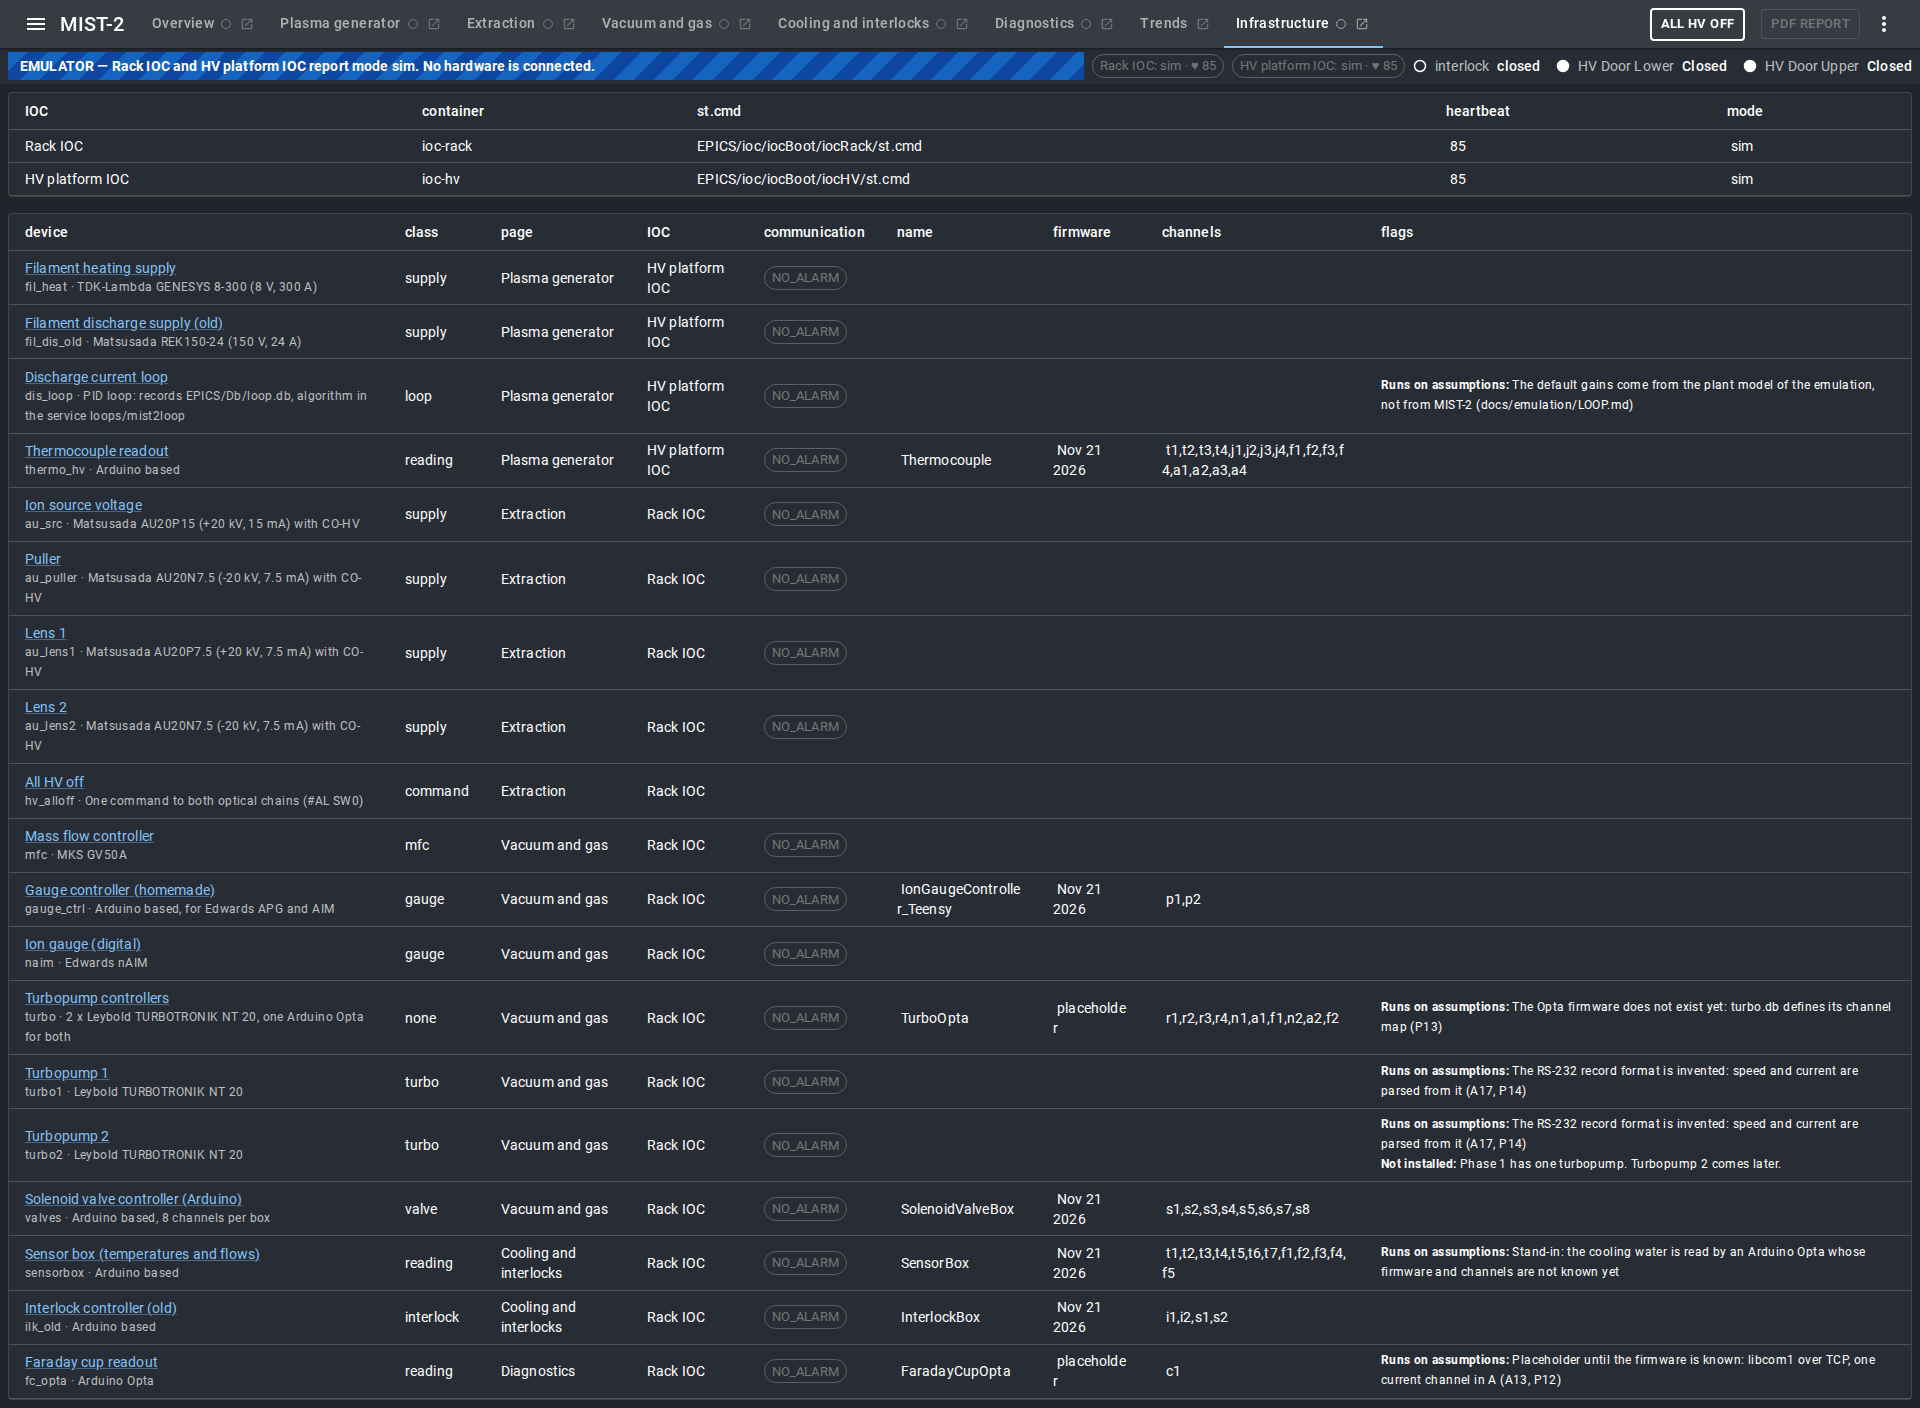 MIST-2 Overview Plasma generator Extraction Vacuum and gas Cooling and interlocks Diagnostics Trends Infrastructure ALL HV OFF PDF REPORT
EMULATOR — Rack IOC and HV platform IOC report mode sim. No hardware is connected. Rack IOC: sim · ♥ 85 HV platform IOC: sim · ♥ 85 interlock closed HV Door Lower Closed HV Door Upper Closed
IOC container st.cmd heartbeat mode
Rack IOC ioc-rack EPICS/ioc/iocBoot/iocRack/st.cmd 85 sim
HV platform IOC ioc-hv EPICS/ioc/iocBoot/iocHV/st.cmd 85 sim
device class page IOC communication name firmware channels flags
Filament heating supply
fil_heat · TDK-Lambda GENESYS 8-300 (8 V, 300 A)
supply Plasma generator
HV platform
IOC
NO_ALARM
Filament discharge supply (old)
fil_dis_old · Matsusada REK150-24 (150 V, 24 A)
supply Plasma generator
HV platform
IOC
NO_ALARM
Discharge current loop
dis_loop · PID loop: records EPICS/Db/loop.db, algorithm in
the service loops/mist2loop
loop Plasma generator
HV platform
IOC
NO_ALARM
Runs on assumptions: The default gains come from the plant model of the emulation,
not from MIST-2 (docs/emulation/LOOP.md)
Thermocouple readout
thermo_hv · Arduino based
reading Plasma generator
HV platform
IOC
NO_ALARM Thermocouple
Nov 21
2026
t1,t2,t3,t4,j1,j2,j3,j4,f1,f2,f3,f
4,a1,a2,a3,a4
Ion source voltage
au_src · Matsusada AU20P15 (+20 kV, 15 mA) with CO-HV
supply Extraction Rack IOC NO_ALARM
Puller
au_puller · Matsusada AU20N7.5 (-20 kV, 7.5 mA) with CO-
HV
supply Extraction Rack IOC NO_ALARM
Lens 1
au_lens1 · Matsusada AU20P7.5 (+20 kV, 7.5 mA) with CO-
HV
supply Extraction Rack IOC NO_ALARM
Lens 2
au_lens2 · Matsusada AU20N7.5 (-20 kV, 7.5 mA) with CO-
HV
supply Extraction Rack IOC NO_ALARM
All HV off
hv_alloff · One command to both optical chains (#AL SW0)
command Extraction Rack IOC
Mass flow controller
mfc · MKS GV50A
mfc Vacuum and gas Rack IOC NO_ALARM
Gauge controller (homemade)
gauge_ctrl · Arduino based, for Edwards APG and AIM
gauge Vacuum and gas Rack IOC NO_ALARM
IonGaugeControlle
r_Teensy
Nov 21
2026
p1,p2
Ion gauge (digital)
naim · Edwards nAIM
gauge Vacuum and gas Rack IOC NO_ALARM
Turbopump controllers
turbo · 2 x Leybold TURBOTRONIK NT 20, one Arduino Opta
for both
none Vacuum and gas Rack IOC NO_ALARM TurboOpta
placeholde
r
r1,r2,r3,r4,n1,a1,f1,n2,a2,f2
Runs on assumptions: The Opta firmware does not exist yet: turbo.db defines its channel
map (P13)
Turbopump 1
turbo1 · Leybold TURBOTRONIK NT 20
turbo Vacuum and gas Rack IOC NO_ALARM
Runs on assumptions: The RS-232 record format is invented: speed and current are
parsed from it (A17, P14)
Turbopump 2
turbo2 · Leybold TURBOTRONIK NT 20
turbo Vacuum and gas Rack IOC NO_ALARM
Runs on assumptions: The RS-232 record format is invented: speed and current are
parsed from it (A17, P14)
Not installed: Phase 1 has one turbopump. Turbopump 2 comes later.
Solenoid valve controller (Arduino)
valves · Arduino based, 8 channels per box
valve Vacuum and gas Rack IOC NO_ALARM SolenoidValveBox
Nov 21
2026
s1,s2,s3,s4,s5,s6,s7,s8
Sensor box (temperatures and flows)
sensorbox · Arduino based
reading
Cooling and
interlocks
Rack IOC NO_ALARM SensorBox
Nov 21
2026
t1,t2,t3,t4,t5,t6,t7,f1,f2,f3,f4,
f5
Runs on assumptions: Stand-in: the cooling water is read by an Arduino Opta whose
firmware and channels are not known yet
Interlock controller (old)
ilk_old · Arduino based
interlock
Cooling and
interlocks
Rack IOC NO_ALARM InterlockBox
Nov 21
2026
i1,i2,s1,s2
Faraday cup readout
fc_opta · Arduino Opta
reading Diagnostics Rack IOC NO_ALARM FaradayCupOpta
placeholde
r
c1
Runs on assumptions: Placeholder until the firmware is known: libcom1 over TCP, one
current channel in A (A13, P12)